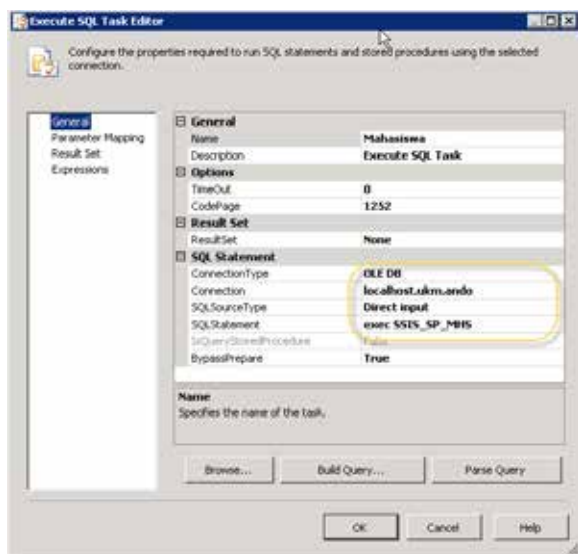 Execute SQL Task Editor
Configure the properties required to run SQL statements and stored procedures using the selected
connection.
General
Parameter Mapping
Result Set
Expressions
General
Name Mahasiswa
Description Execute SQL Task
Options
TimeOut 0
CodePage 1252
Result Set
ResultSet None
SQL Statement
ConnectionType OLE DB
Connection localhost.ukm.ando
SQLSourceType Direct input
SQLStatement exec SSIS_SP_MHS
IsQueryStoredProcedure False
BypassPrepare True
Name
Specifies the name of the task.
Browse... Build Query... Parse Query
OK Cancel Help